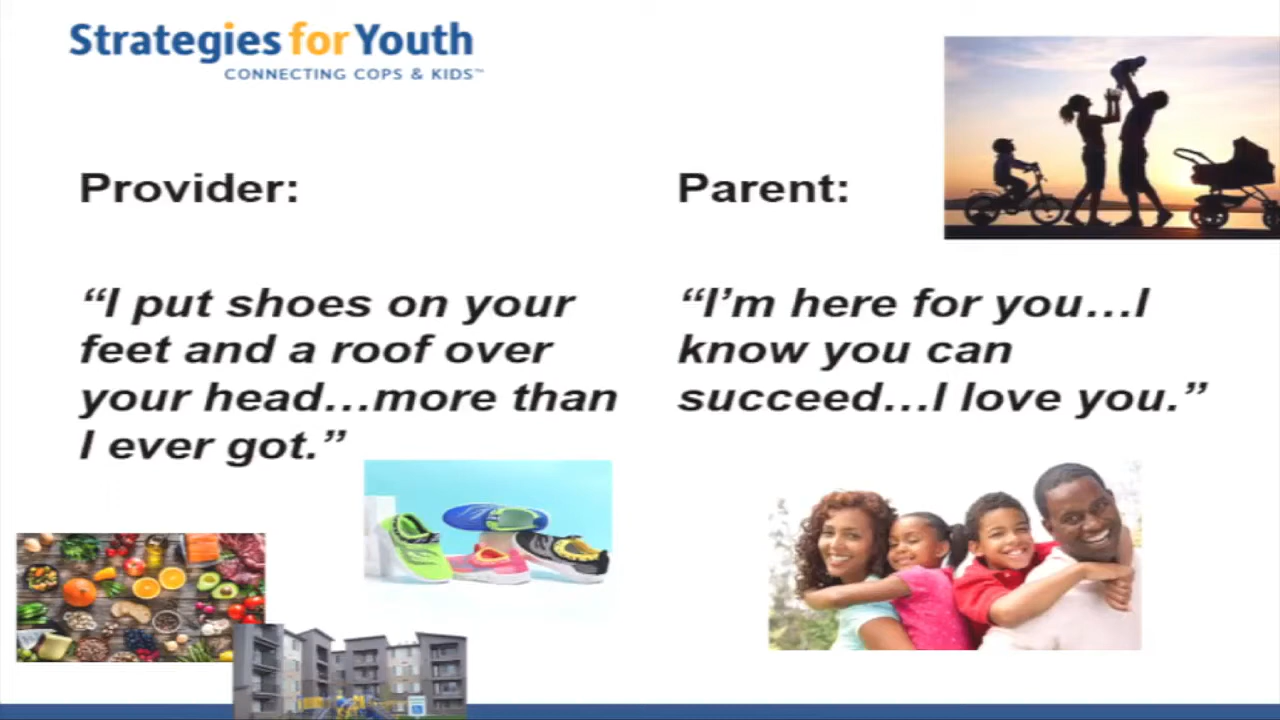 Strategies for Youth
CONNECTING COPS & KIDS™
Provider:
“I put shoes on your
feet and a roof over
your head…more than
I ever got.”
Parent:
“I’m here for you…I
know you can
succeed…I love you.”